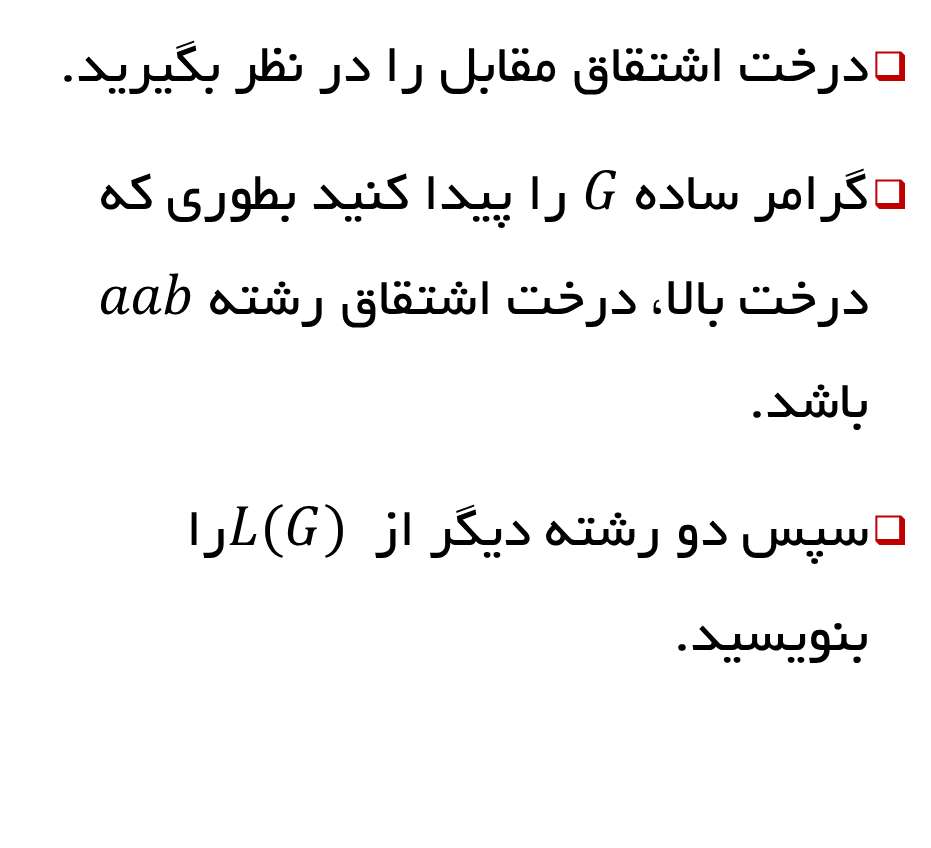 ❑درخت اشتقاق مقابل را در نظر بگیرید.
❑گرامر ساده G را پیدا کنید بطوری که
درخت بالا، درخت اشتقاق رشته aab
باشد.
❑سپس دو رشته دیگر از L(G)را
بنویسید.